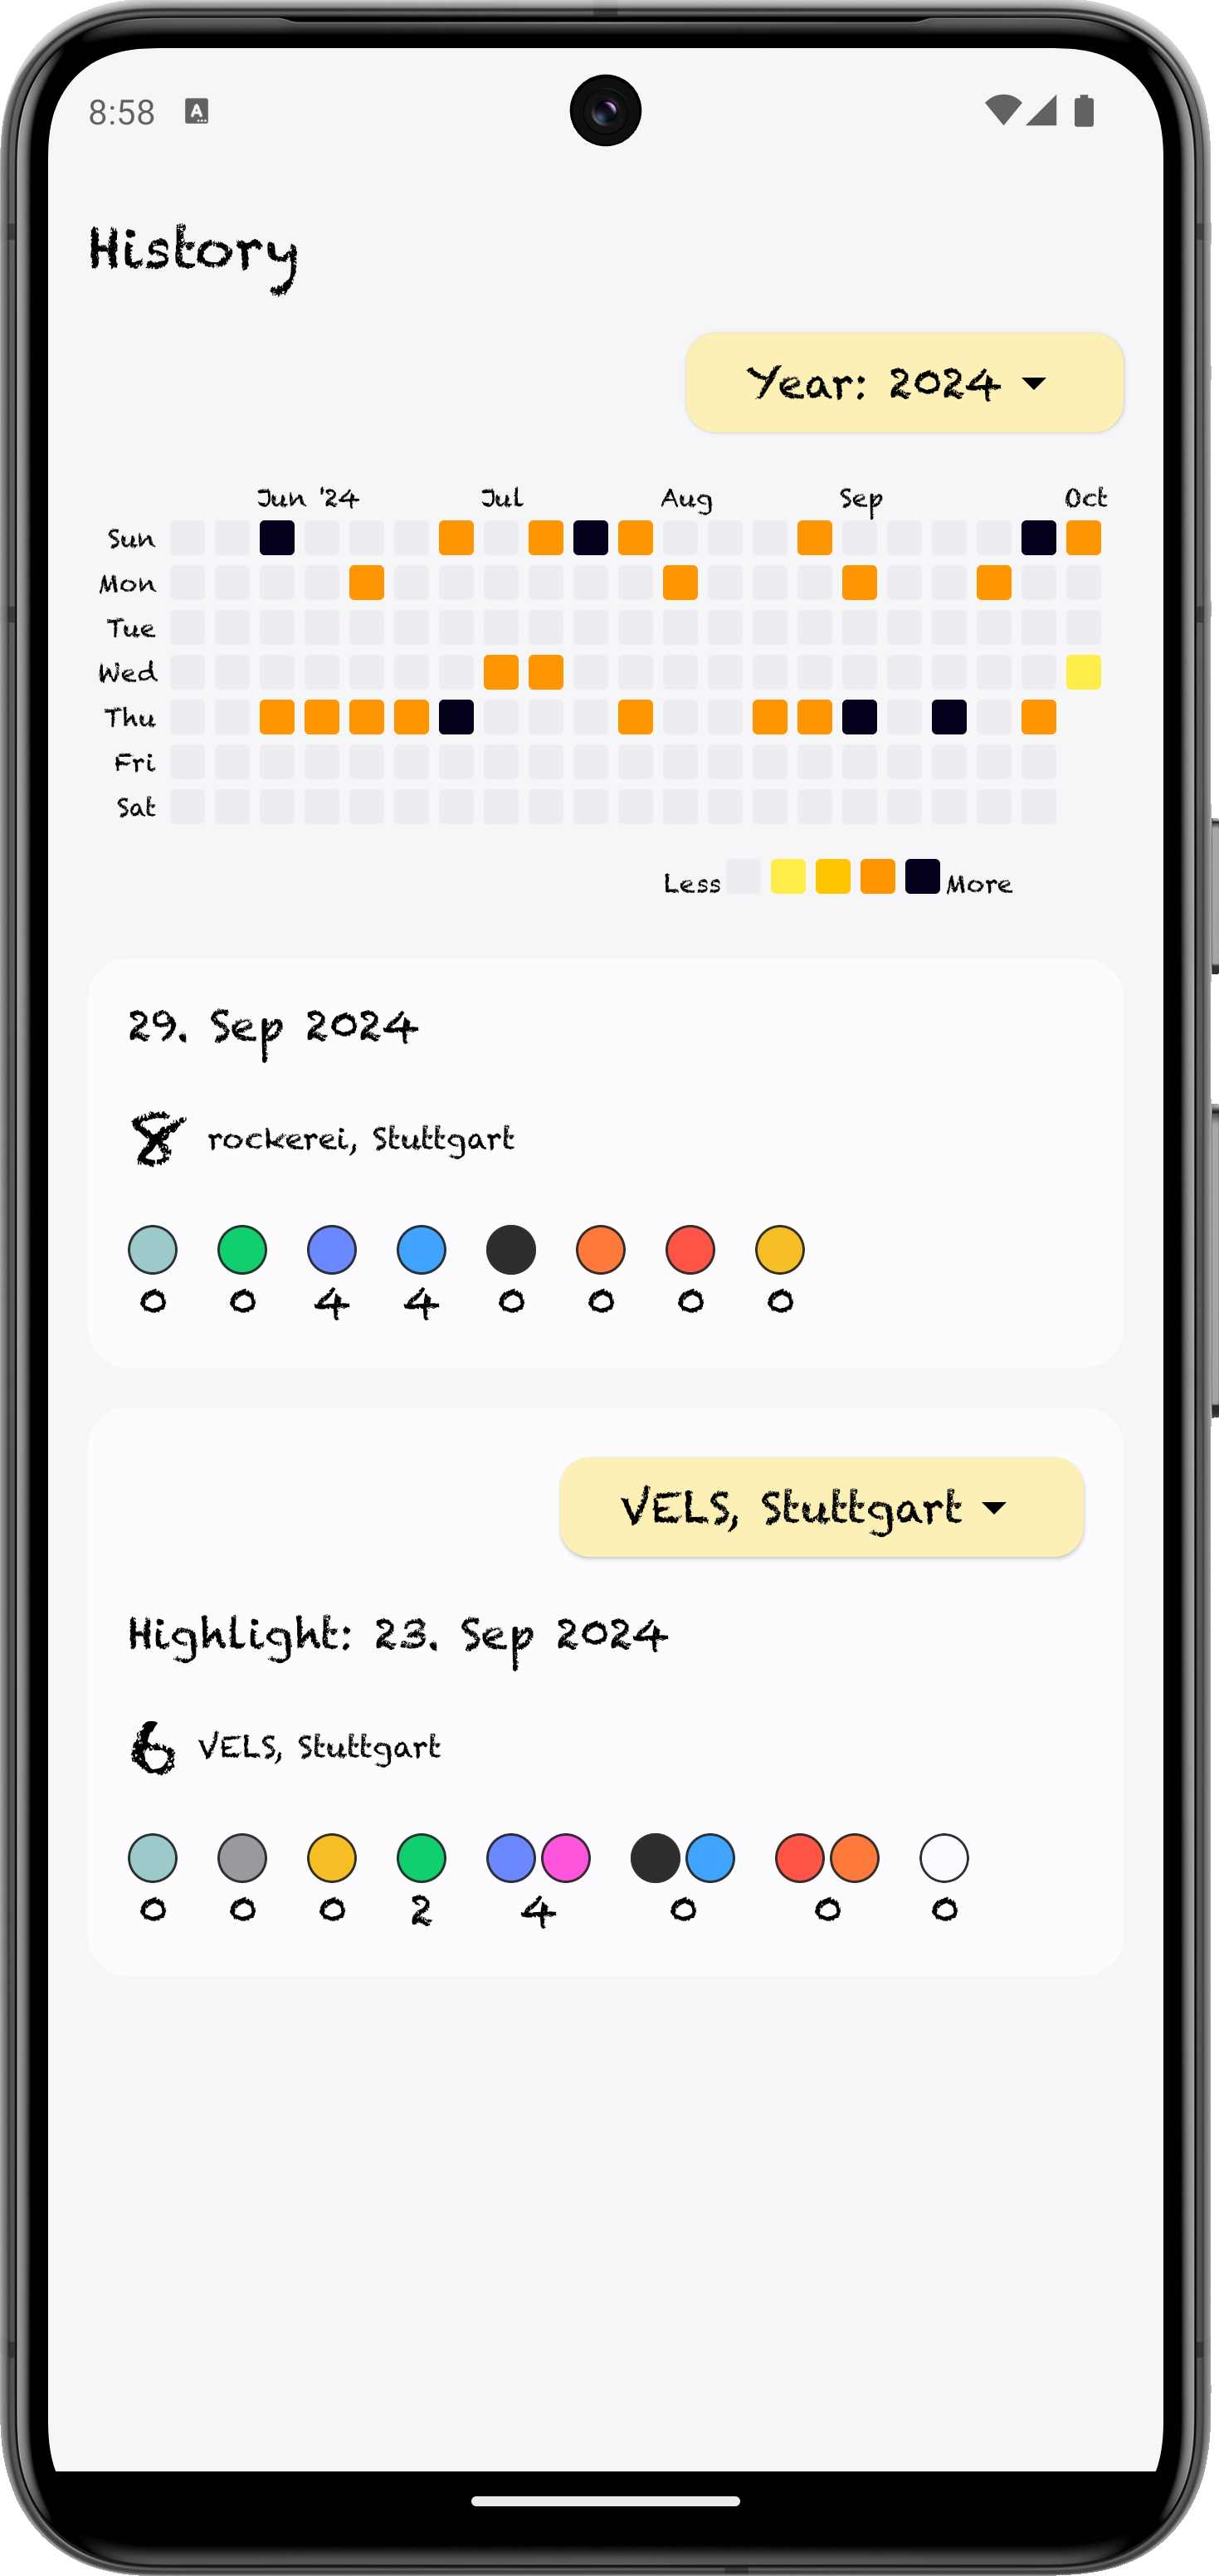 8:58 A
History
Year: 2024
Jun '24 Jul Aug Sep Oct
Sun
Mon
Tue
Wed
Thu
Fri
Sat
Less More
29. Sep 2024
8 rockerei, Stuttgart
0 0 4 4 0 0 0 0
VELS, Stuttgart
Highlight: 23. Sep 2024
6 VELS, Stuttgart
0 0 0 2 4 0 0 0